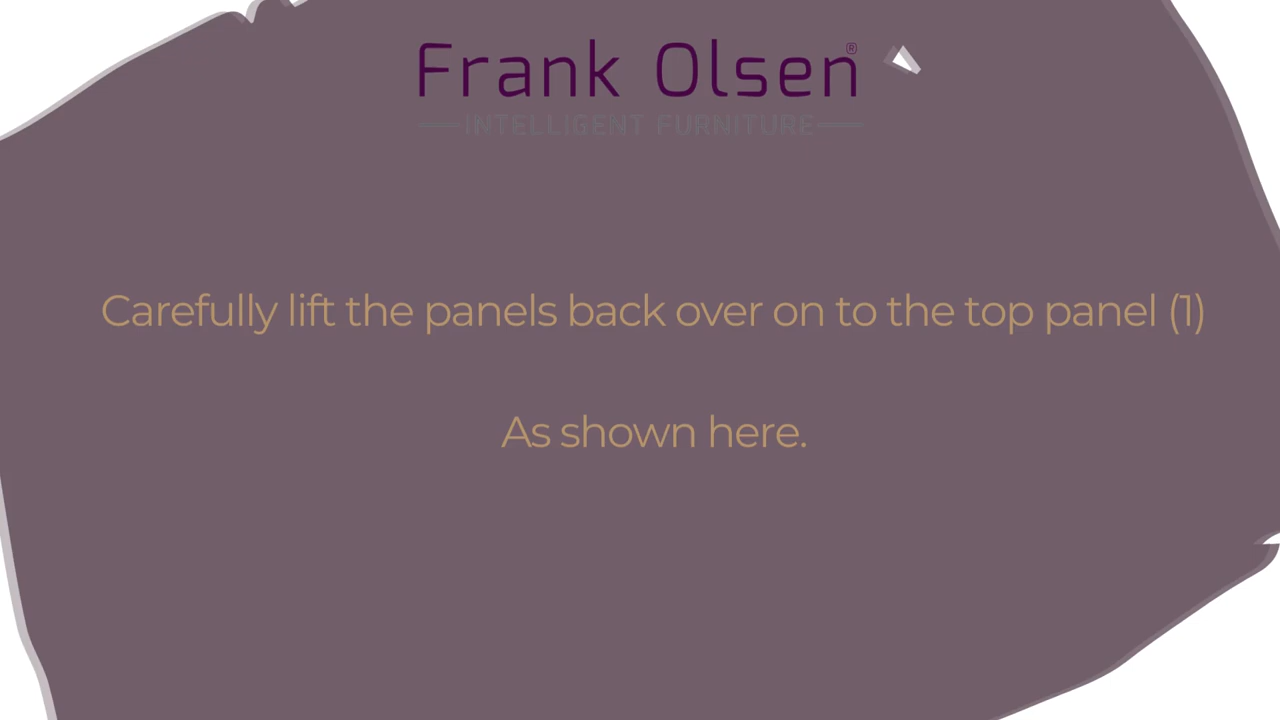 Frank Olsen®
INTELLIGENT FURNITURE
Carefully lift the panels back over on to the top panel (1)
As shown here.